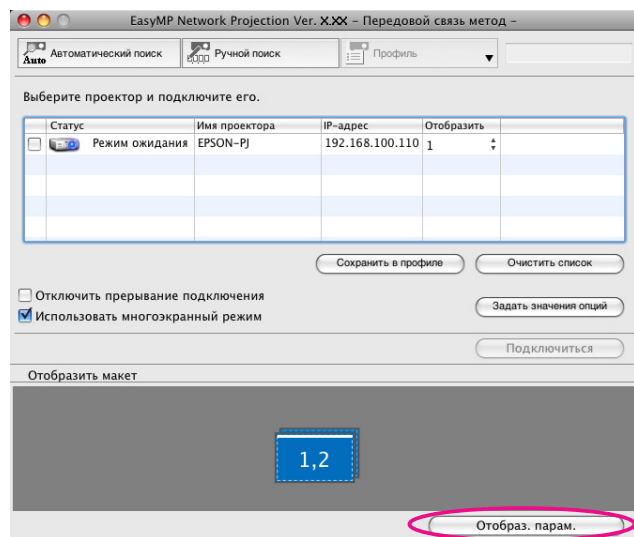 EasyMP Network Projection Ver. X.XX – Передовой связь метод –
Auto Автоматический поиск Ручной поиск Профиль
Выберите проектор и подключите его.
Статус Имя проектора IP-адрес Отобразить
Режим ожидания EPSON-PJ 192.168.100.110 1
Сохранить в профиле Очистить список
Отключить прерывание подключения
Использовать многоэкранный режим
Задать значения опций
Подключиться
Отобразить макет
1,2
Отобраз. парам.